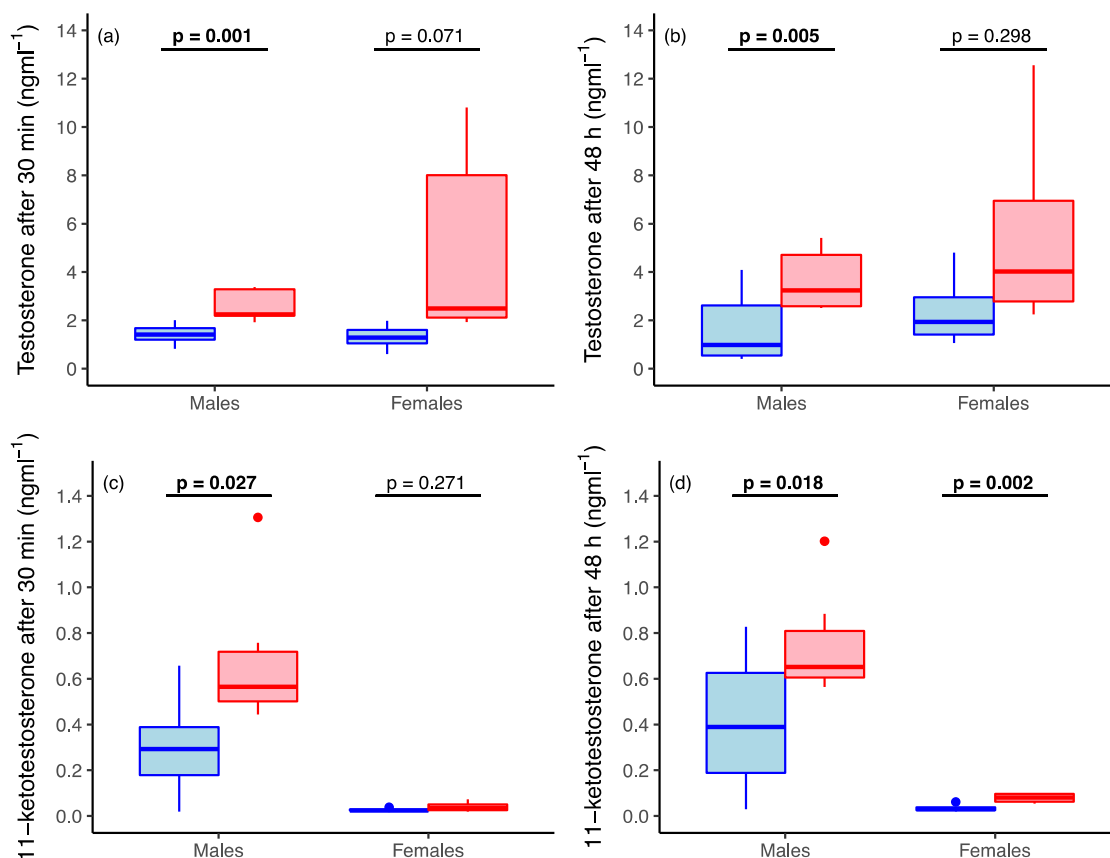 (a)
p = 0.001
p = 0.071
14
12
10
8
6
4
2
0
Testosterone after 30 min (ngml⁻¹)
Males
Females
(b)
p = 0.005
p = 0.298
14
12
10
8
6
4
2
0
Testosterone after 48 h (ngml⁻¹)
Males
Females
(c)
p = 0.027
p = 0.271
1.4
1.2
1.0
0.8
0.6
0.4
0.2
0.0
11−ketotestosterone after 30 min (ngml⁻¹)
Males
Females
(d)
p = 0.018
p = 0.002
1.4
1.2
1.0
0.8
0.6
0.4
0.2
0.0
11−ketotestosterone after 48 h (ngml⁻¹)
Males
Females